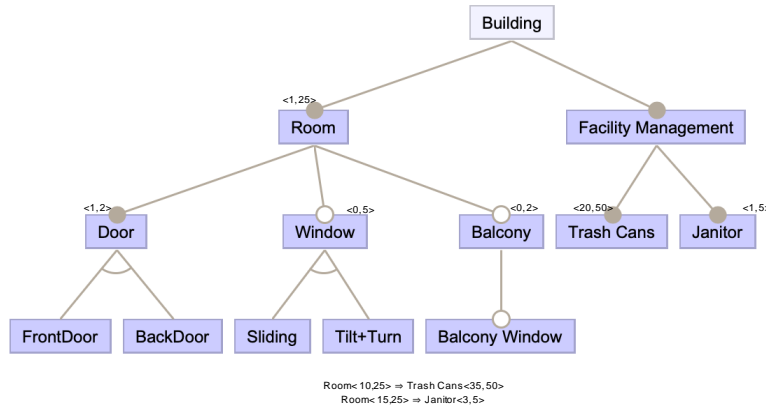 Building
<1,25>
Room
Facility Management
<1,2>
<0,5>
<0,2>
<20,50>
<1,5>
Door
Window
Balcony
Trash Cans
Janitor
FrontDoor
BackDoor
Sliding
Tilt+Turn
Balcony Window
Room<10,25> ⇒ Trash Cans<35,50>
Room<15,25> ⇒ Janitor<3,5>